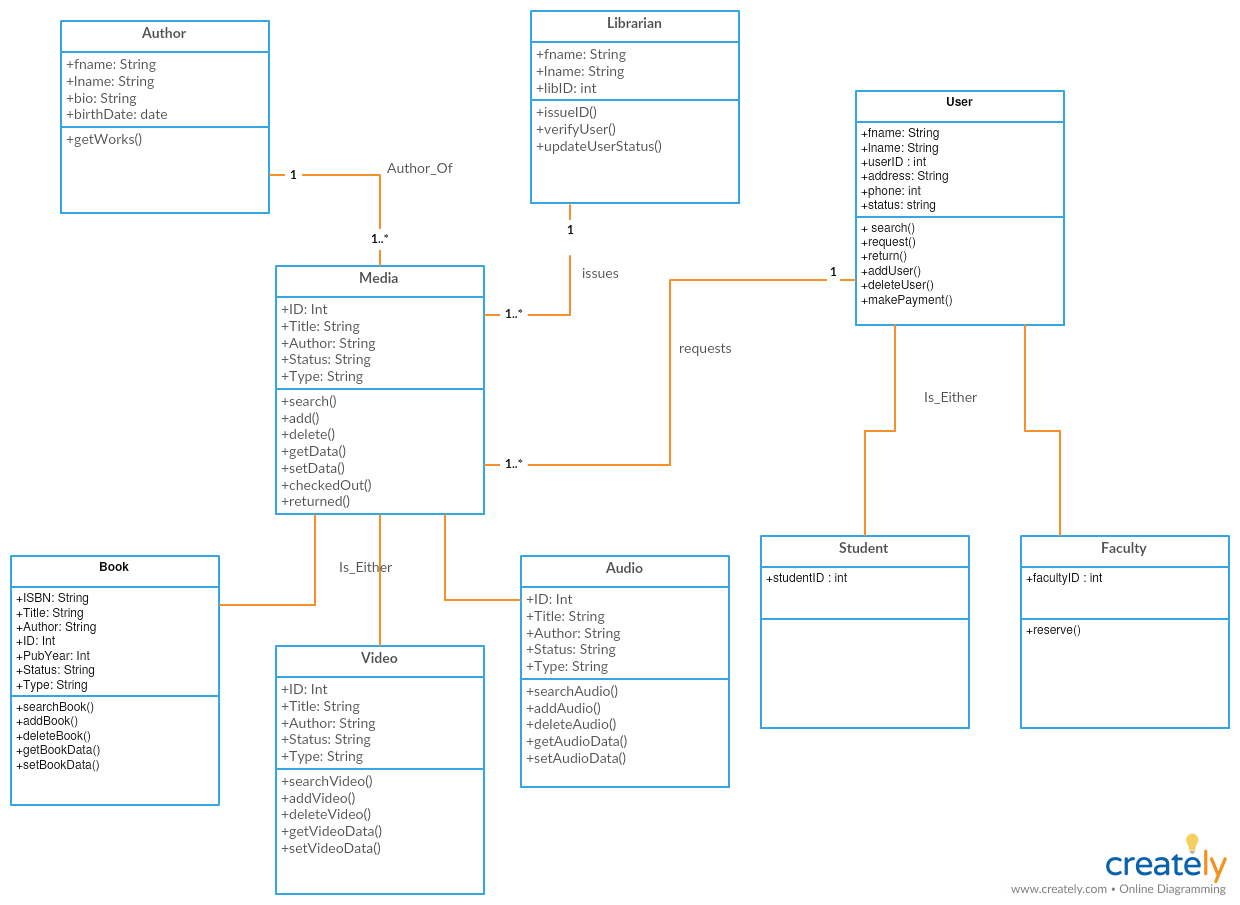 Author
+fname: String
+lname: String
+bio: String
+birthDate: date
+getWorks()
Librarian
+fname: String
+lname: String
+libID: int
+issueID()
+verifyUser()
+updateUserStatus()
User
+fname: String
+lname: String
+userID : int
+address: String
+phone: int
+status: string
+ search()
+request()
+return()
+addUser()
+deleteUser()
+makePayment()
1
Author_Of
1..*
1
issues
1..*
1
requests
1..*
Media
+ID: Int
+Title: String
+Author: String
+Status: String
+Type: String
+search()
+add()
+delete()
+getData()
+setData()
+checkedOut()
+returned()
Is_Either
Is_Either
Book
+ISBN: String
+Title: String
+Author: String
+ID: Int
+PubYear: Int
+Status: String
+Type: String
+searchBook()
+addBook()
+deleteBook()
+getBookData()
+setBookData()
Video
+ID: Int
+Title: String
+Author: String
+Status: String
+Type: String
+searchVideo()
+addVideo()
+deleteVideo()
+getVideoData()
+setVideoData()
Audio
+ID: Int
+Title: String
+Author: String
+Status: String
+Type: String
+searchAudio()
+addAudio()
+deleteAudio()
+getAudioData()
+setAudioData()
Student
+studentID : int
Faculty
+facultyID : int
+reserve()
creately
www.creately.com • Online Diagramming